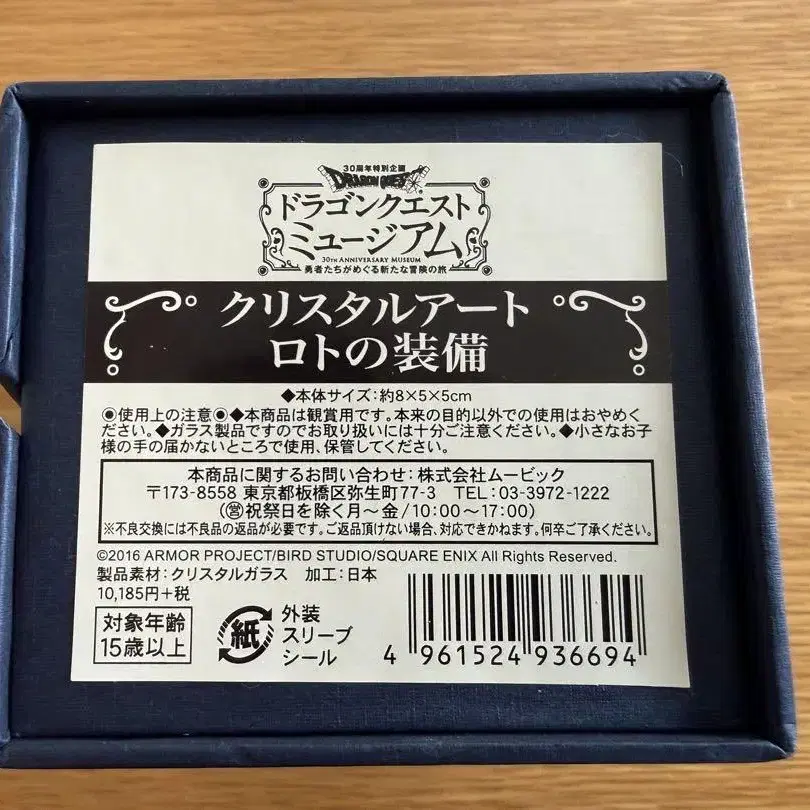 30周年特別企画
DRAGON QUEST
ドラゴンクエスト
ミュージアム
30TH ANNIVERSARY MUSEUM
勇者たちがめぐる新たな冒険の旅
クリスタルアート
ロトの装備
◆本体サイズ:約8×5×5cm
◉使用上の注意◉◆本商品は観賞用です。本来の目的以外での使用はおやめく
ださい。◆ガラス製品ですのでお取り扱いには十分ご注意ください。◆小さなお子
様の手の届かないところで使用、保管してください。
本商品に関するお問い合わせ:株式会社ムービック
〒173-8558 東京都板橋区弥生町77-3 TEL:03-3972-1222
(営)祝祭日を除く月〜金/10:00〜17:00)
※不良交換には不良品の返品が必要です。ご返品頂けない場合、対応できかねます。何卒ご了承ください。
©2016 ARMOR PROJECT/BIRD STUDIO/SQUARE ENIX All Rights Reserved.
製品素材:クリスタルガラス 加工:日本
10,185円+税
対象年齢
15歳以上
紙
外装
スリーブ
シール
4 961524 936694